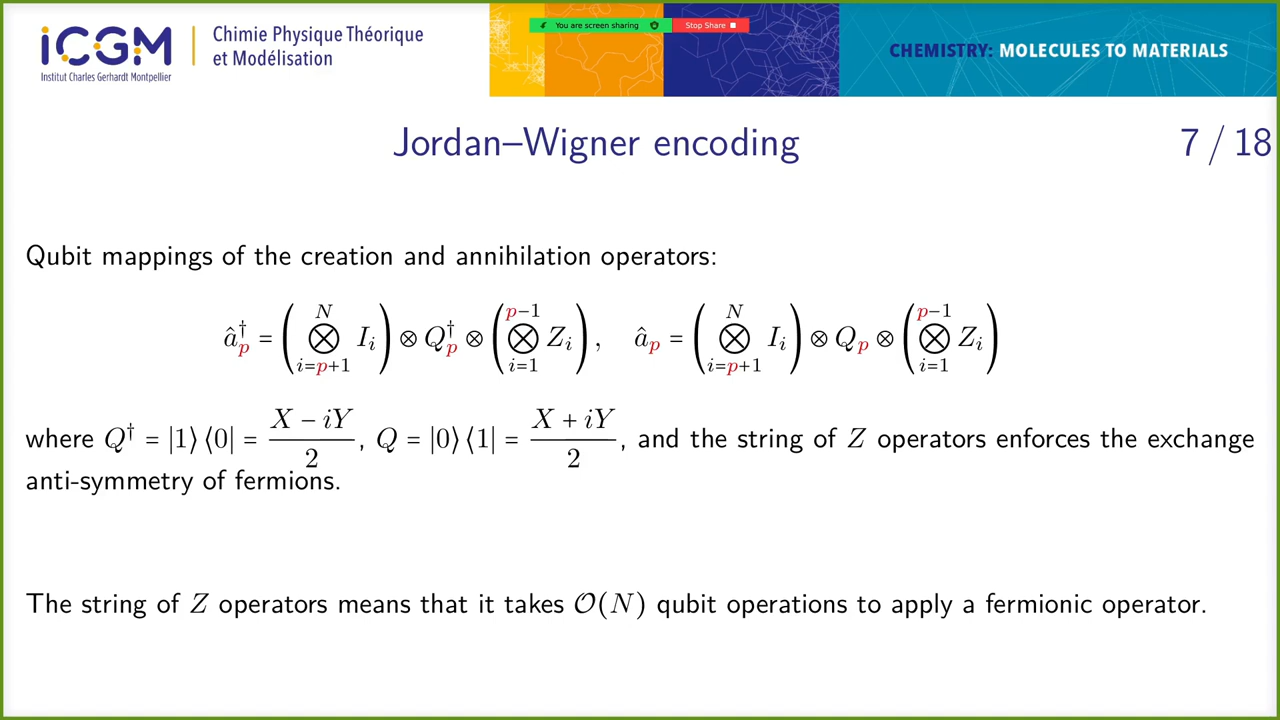 iCGM
Institut Charles Gerhardt Montpellier
Chimie Physique Théorique
et Modélisation
You are screen sharing
Stop Share
CHEMISTRY: MOLECULES TO MATERIALS
Jordan–Wigner encoding
7 / 18
Qubit mappings of the creation and annihilation operators:
â†_p = (⨂_{i=p+1}^{N} I_i) ⊗ Q†_p ⊗ (⨂_{i=1}^{p−1} Z_i), â_p = (⨂_{i=p+1}^{N} I_i) ⊗ Q_p ⊗ (⨂_{i=1}^{p−1} Z_i)
where Q† = |1⟩⟨0| = (X − iY)/2, Q = |0⟩⟨1| = (X + iY)/2, and the string of Z operators enforces the exchange
anti-symmetry of fermions.
The string of Z operators means that it takes 𝒪(N) qubit operations to apply a fermionic operator.